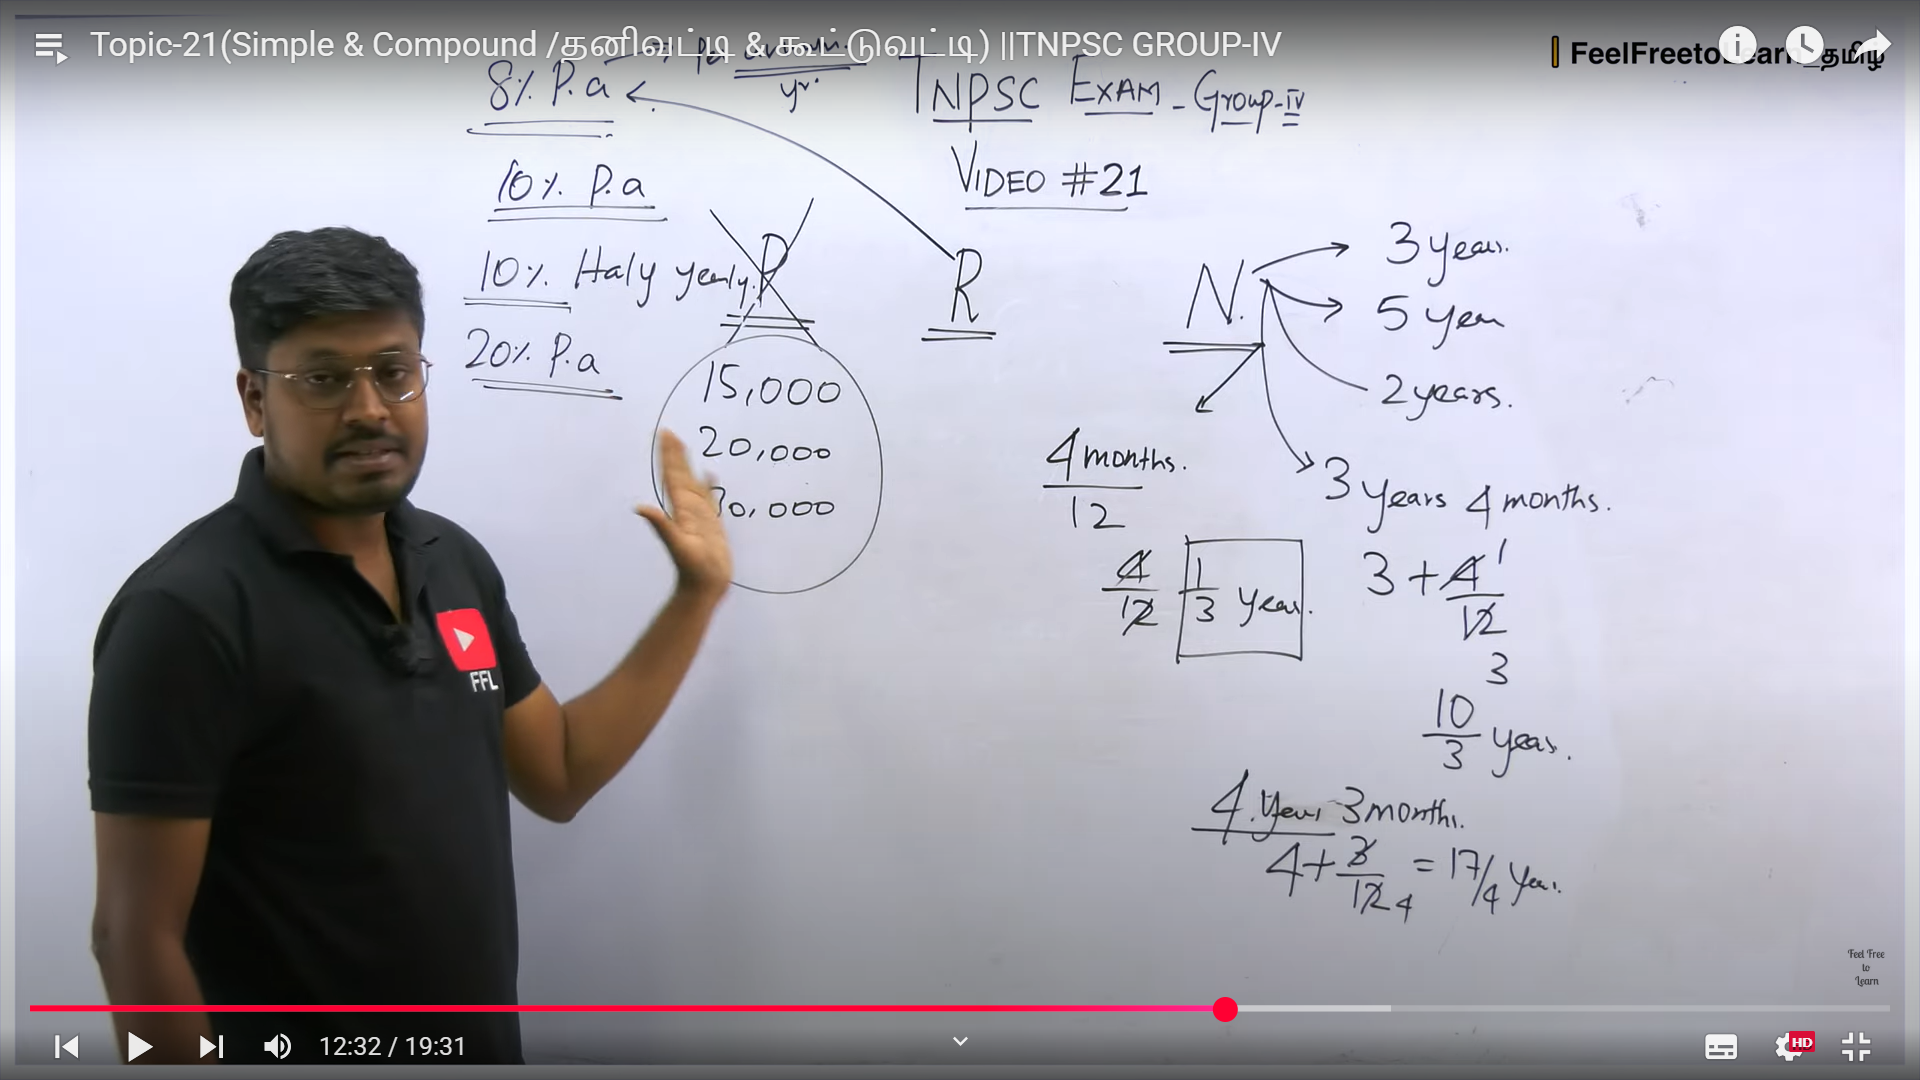 Topic-21(Simple & Compound /தனிவட்டி & கூட்டுவட்டி) ||TNPSC GROUP-IV
FeelFreetoLearn_தமிழ்
8% P.a
yr.
TNPSC EXAM - Group-IV
10% P.a
VIDEO #21
10% Haly yearly.
P
R
N.
3 years.
5 year
2 years.
3 years 4 months.
20% P.a
15,000
20,000
30,000
4 months.
12
4
12
1
3 year.
3 + 4 1
12
3
10
3 years.
4 years 3 months.
4 + 3
12 4
= 17/4 year.
FFL
Feel Free
to
Learn
12:32 / 19:31
HD